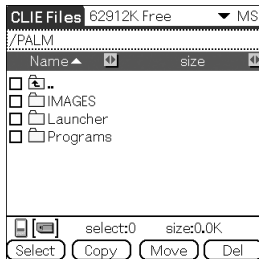 CLIE Files 62912K Free MS
/PALM
Name size
..
IMAGES
Launcher
Programs
select:0 size:0.0K
Select Copy Move Del